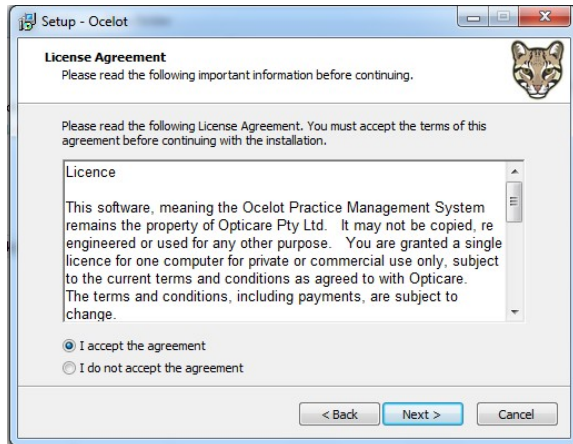 Setup - Ocelot
License Agreement
Please read the following important information before continuing.
Please read the following License Agreement. You must accept the terms of this
agreement before continuing with the installation.
Licence
This software, meaning the Ocelot Practice Management System
remains the property of Opticare Pty Ltd.   It may not be copied, re
engineered or used for any other purpose.   You are granted a single
licence for one computer for private or commercial use only, subject
to the current terms and conditions as agreed to with Opticare.
The terms and conditions, including payments, are subject to
change.
I accept the agreement
I do not accept the agreement
< Back
Next >
Cancel